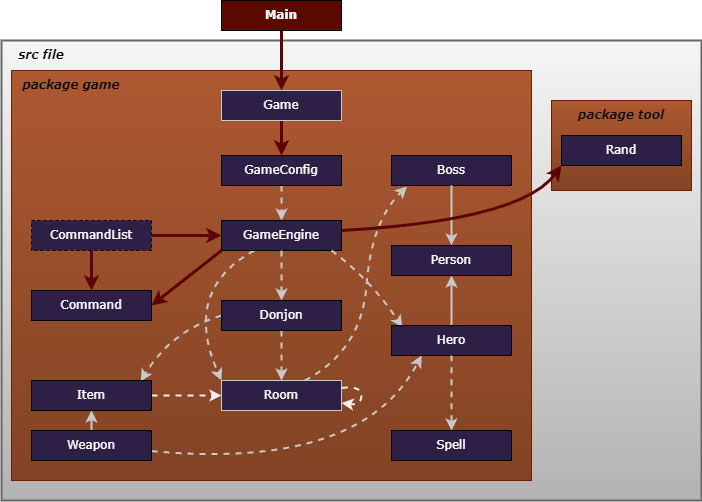 Main
src file
package game
Game
package tool
Rand
GameConfig
Boss
CommandList
GameEngine
Person
Command
Donjon
Hero
Item
Room
Weapon
Spell